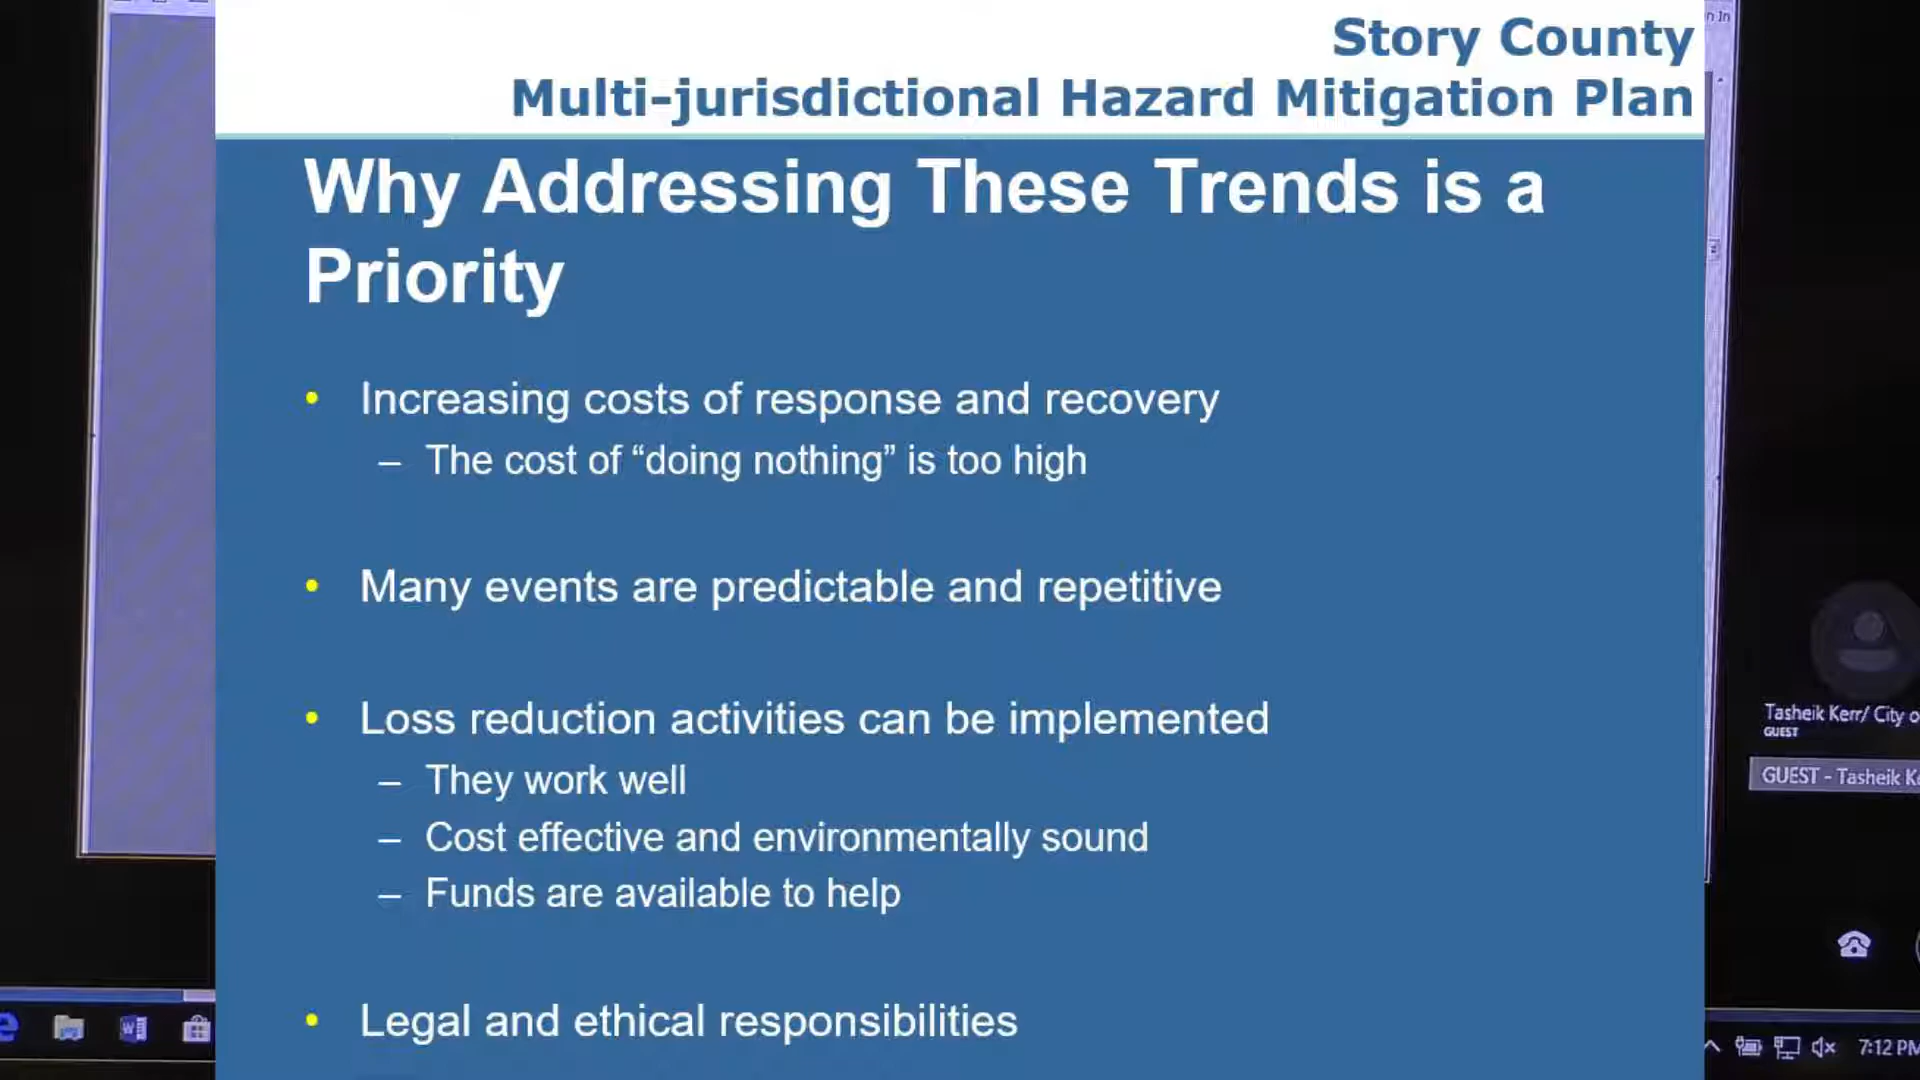 Story County
Multi-jurisdictional Hazard Mitigation Plan
Why Addressing These Trends is a
Priority
• Increasing costs of response and recovery
– The cost of “doing nothing” is too high
• Many events are predictable and repetitive
• Loss reduction activities can be implemented
– They work well
– Cost effective and environmentally sound
– Funds are available to help
• Legal and ethical responsibilities
Tasheik Kerr/ City
GUEST
GUEST - Tasheik
7:12 PM